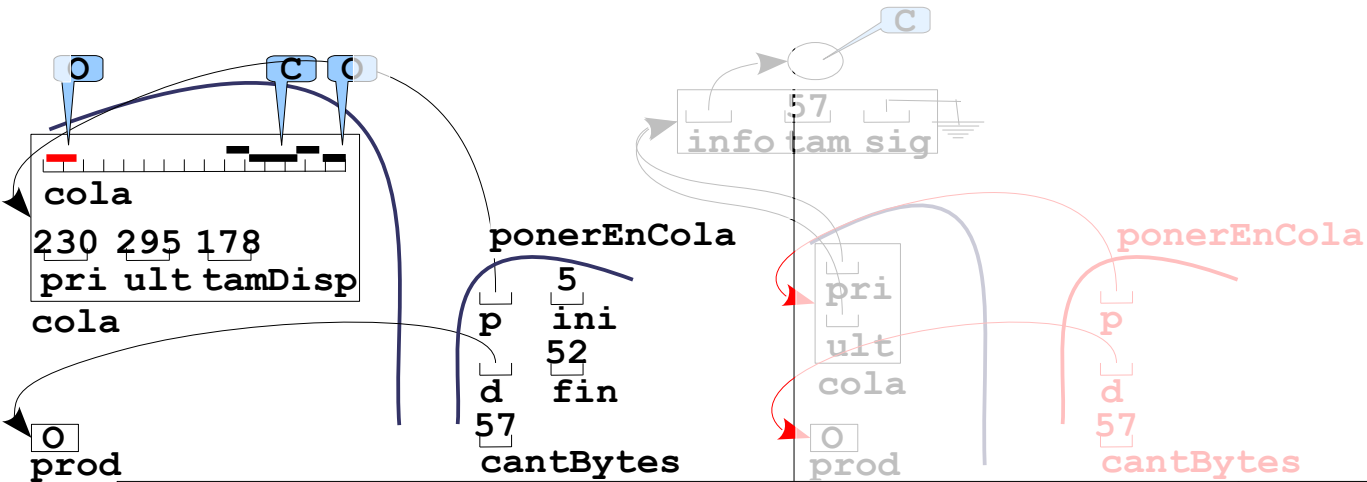 C
O C O
57
info tam sig
cola
230 295 178
pri ult tamDisp
cola
ponerEnCola
5
p ini
52
d fin
57
cantBytes
O
prod
pri
ult
cola
O
prod
ponerEnCola
p
d
57
cantBytes